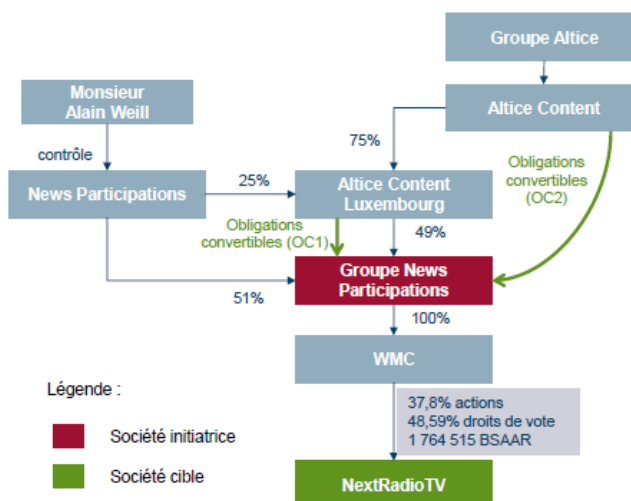 Groupe Altice
Monsieur
Alain Weill
Altice Content
75%
contrôle
Obligations
convertibles
(OC2)
News Participations
25%
Altice Content
Luxembourg
Obligations
convertibles (OC1)
49%
Groupe News
Participations
51%
100%
WMC
Légende :
37,8% actions
48,59% droits de vote
1 764 515 BSAAR
Société initiatrice
Société cible
NextRadioTV